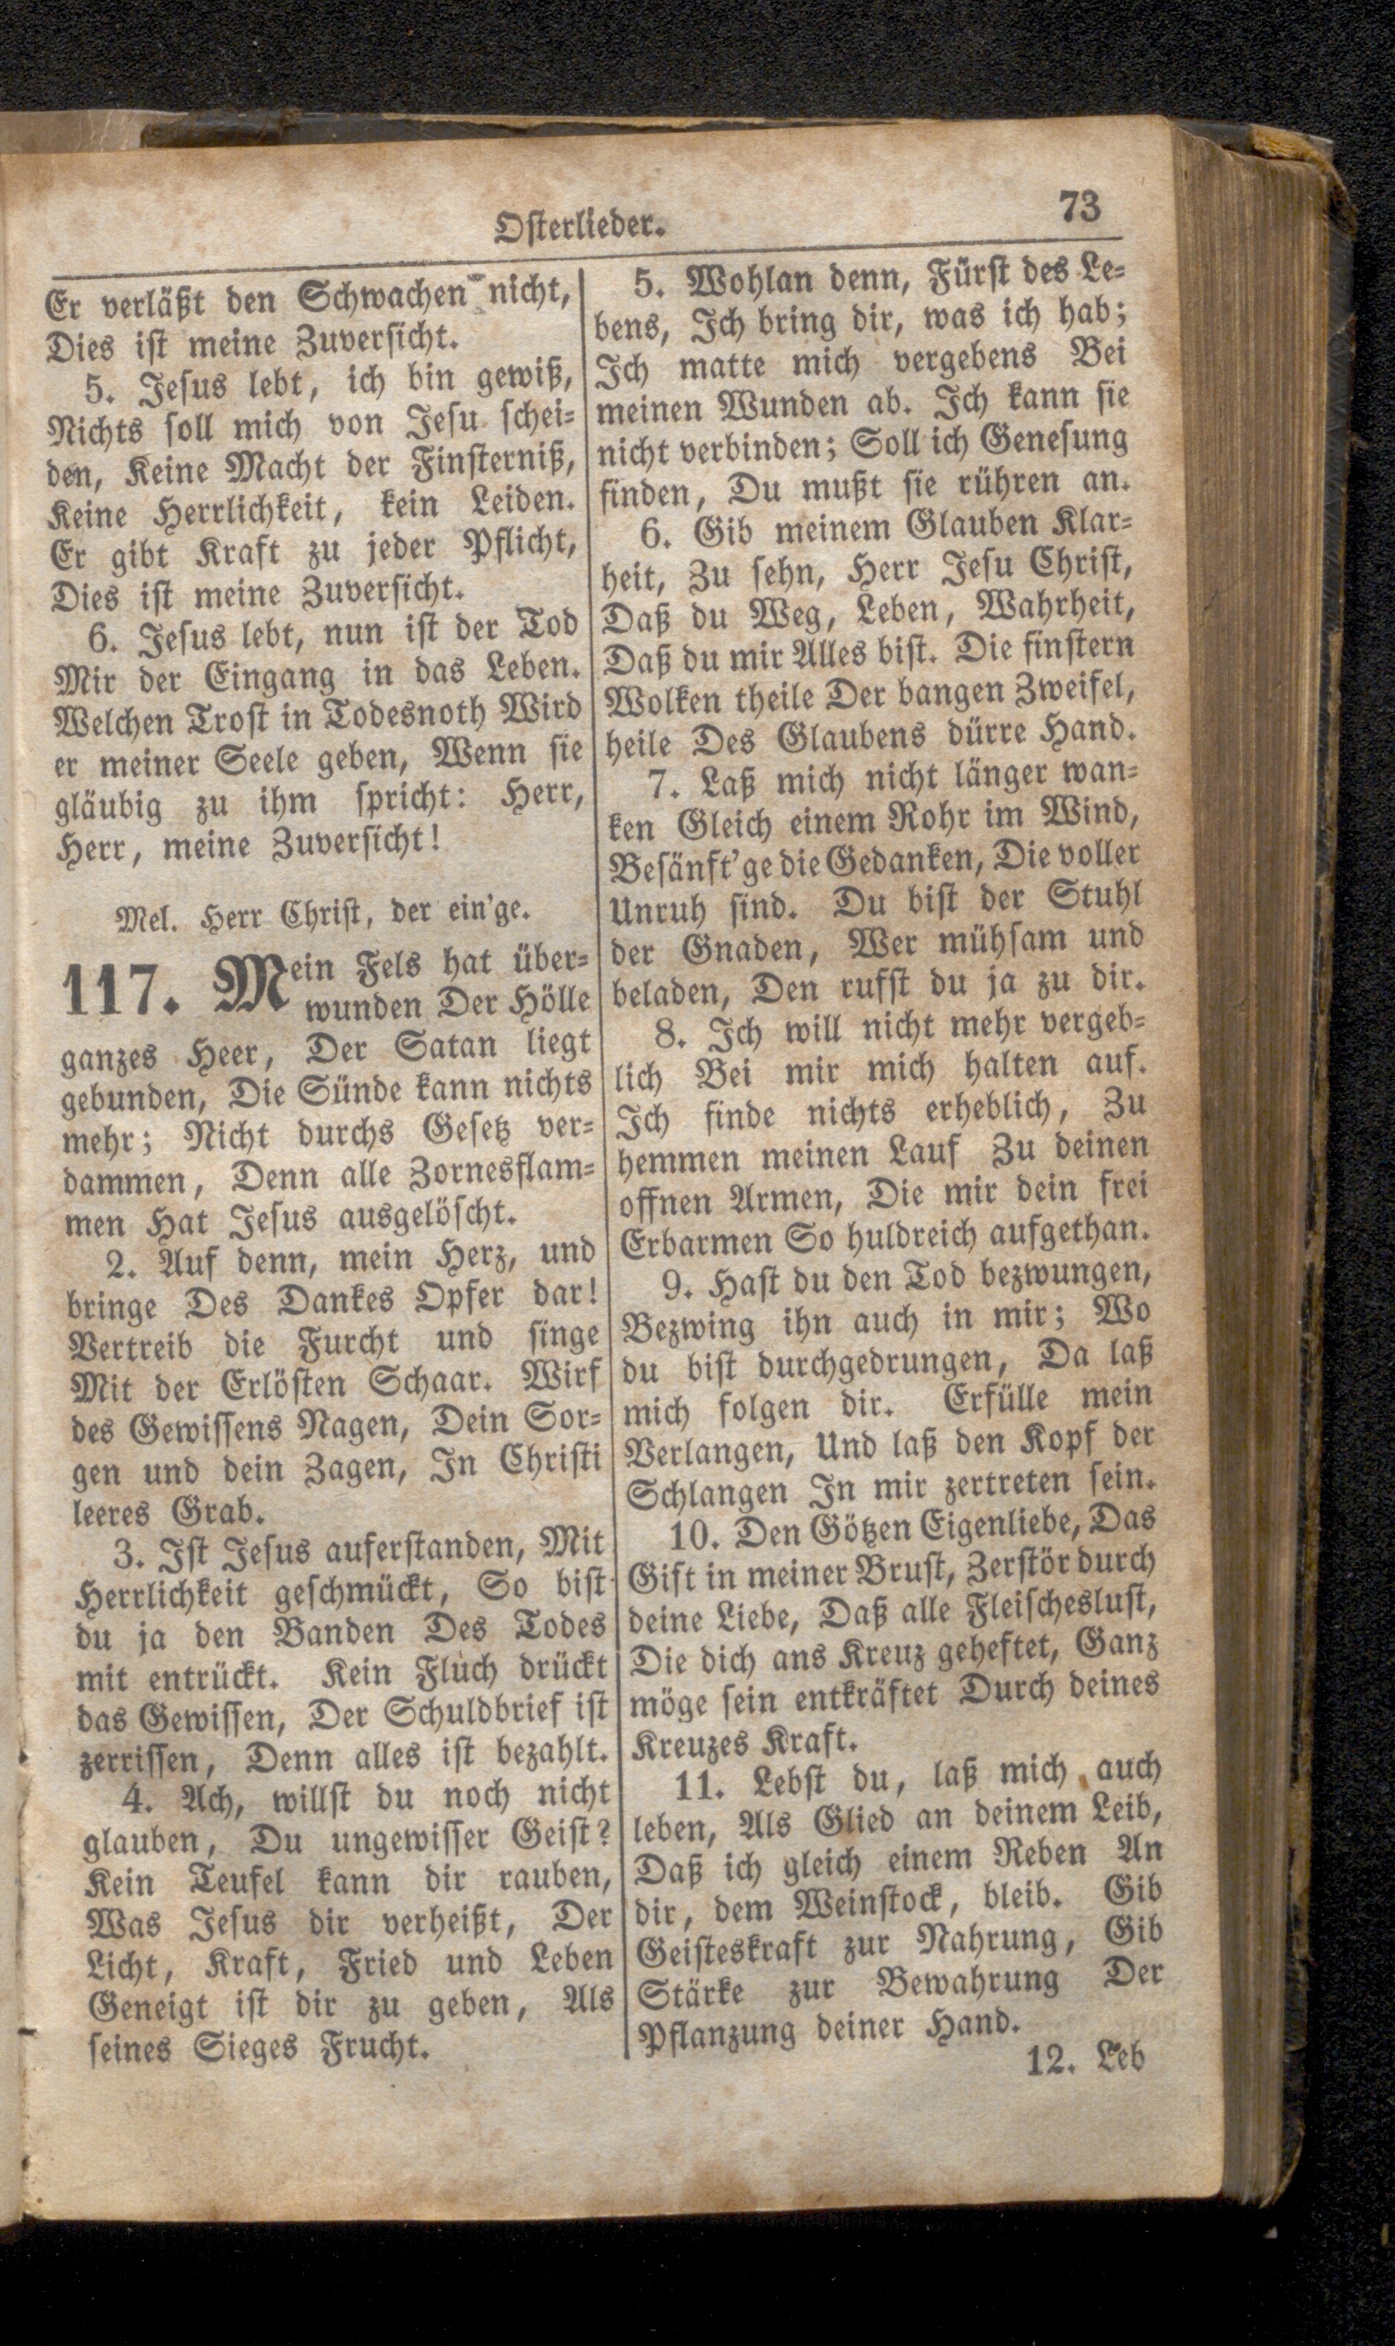 Osterlieder.
73
Er verläßt den Schwachen nicht,
Dies ist meine Zuversicht.
5. Jesus lebt, ich bin gewiß,
Nichts soll mich von Jesu schei-
den, Keine Macht der Finsterniß,
Keine Herrlichkeit, kein Leiden.
Er gibt Kraft zu jeder Pflicht,
Dies ist meine Zuversicht.
6. Jesus lebt, nun ist der Tod
Mir der Eingang in das Leben.
Welchen Trost in Todesnoth Wird
er meiner Seele geben, Wenn sie
gläubig zu ihm spricht: Herr,
Herr, meine Zuversicht!
Mel. Herr Christ, der ein'ge.
117. Mein Fels hat über-
wunden Der Hölle
ganzes Heer, Der Satan liegt
gebunden, Die Sünde kann nichts
mehr; Nicht durchs Gesetz ver-
dammen, Denn alle Zornesflam-
men Hat Jesus ausgelöscht.
2. Auf denn, mein Herz, und
bringe Des Dankes Opfer dar!
Vertreib die Furcht und singe
Mit der Erlösten Schaar. Wirf
des Gewissens Nagen, Dein Sor-
gen und dein Zagen, In Christi
leeres Grab.
3. Ist Jesus auferstanden, Mit
Herrlichkeit geschmückt, So bist
du ja den Banden Des Todes
mit entrückt. Kein Fluch drückt
das Gewissen, Der Schuldbrief ist
zerrissen, Denn alles ist bezahlt.
4. Ach, willst du noch nicht
glauben, Du ungewisser Geist?
Kein Teufel kann dir rauben,
Was Jesus dir verheißt, Der
Licht, Kraft, Fried und Leben
Geneigt ist dir zu geben, Als
seines Sieges Frucht.
5. Wohlan denn, Fürst des Le-
bens, Ich bring dir, was ich hab;
Ich matte mich vergebens Bei
meinen Wunden ab. Ich kann sie
nicht verbinden; Soll ich Genesung
finden, Du mußt sie rühren an.
6. Gib meinem Glauben Klar-
heit, Zu sehn, Herr Jesu Christ,
Daß du Weg, Leben, Wahrheit,
Daß du mir Alles bist. Die finstern
Wolken theile Der bangen Zweifel,
heile Des Glaubens dürre Hand.
7. Laß mich nicht länger wan-
ken Gleich einem Rohr im Wind,
Besänft'ge die Gedanken, Die voller
Unruh sind. Du bist der Stuhl
der Gnaden, Wer mühsam und
beladen, Den rufst du ja zu dir.
8. Ich will nicht mehr vergeb-
lich Bei mir mich halten auf.
Ich finde nichts erheblich, Zu
hemmen meinen Lauf Zu deinen
offnen Armen, Die mir dein frei
Erbarmen So huldreich aufgethan.
9. Hast du den Tod bezwungen,
Bezwing ihn auch in mir; Wo
du bist durchgedrungen, Da laß
mich folgen dir. Erfülle mein
Verlangen, Und laß den Kopf der
Schlangen In mir zertreten sein.
10. Den Götzen Eigenliebe, Das
Gift in meiner Brust, Zerstör durch
deine Liebe, Daß alle Fleischeslust,
Die dich ans Kreuz geheftet, Ganz
möge sein entkräftet Durch deines
Kreuzes Kraft.
11. Lebst du, laß mich auch
leben, Als Glied an deinem Leib,
Daß ich gleich einem Reben An
dir, dem Weinstock, bleib. Gib
Geisteskraft zur Nahrung, Gib
Stärke zur Bewahrung Der
Pflanzung deiner Hand.
12. Leb